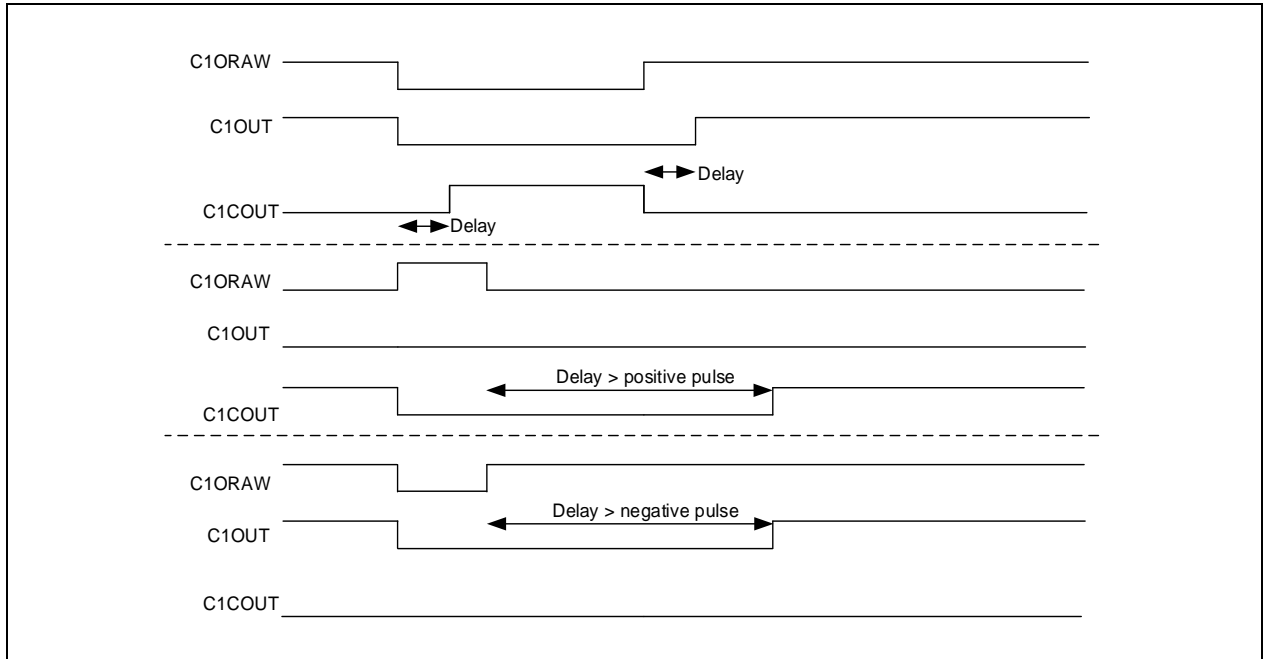 C1ORAW
C1OUT
Delay
C1COUT
Delay
C1ORAW
C1OUT
Delay > positive pulse
C1COUT
C1ORAW
Delay > negative pulse
C1OUT
C1COUT